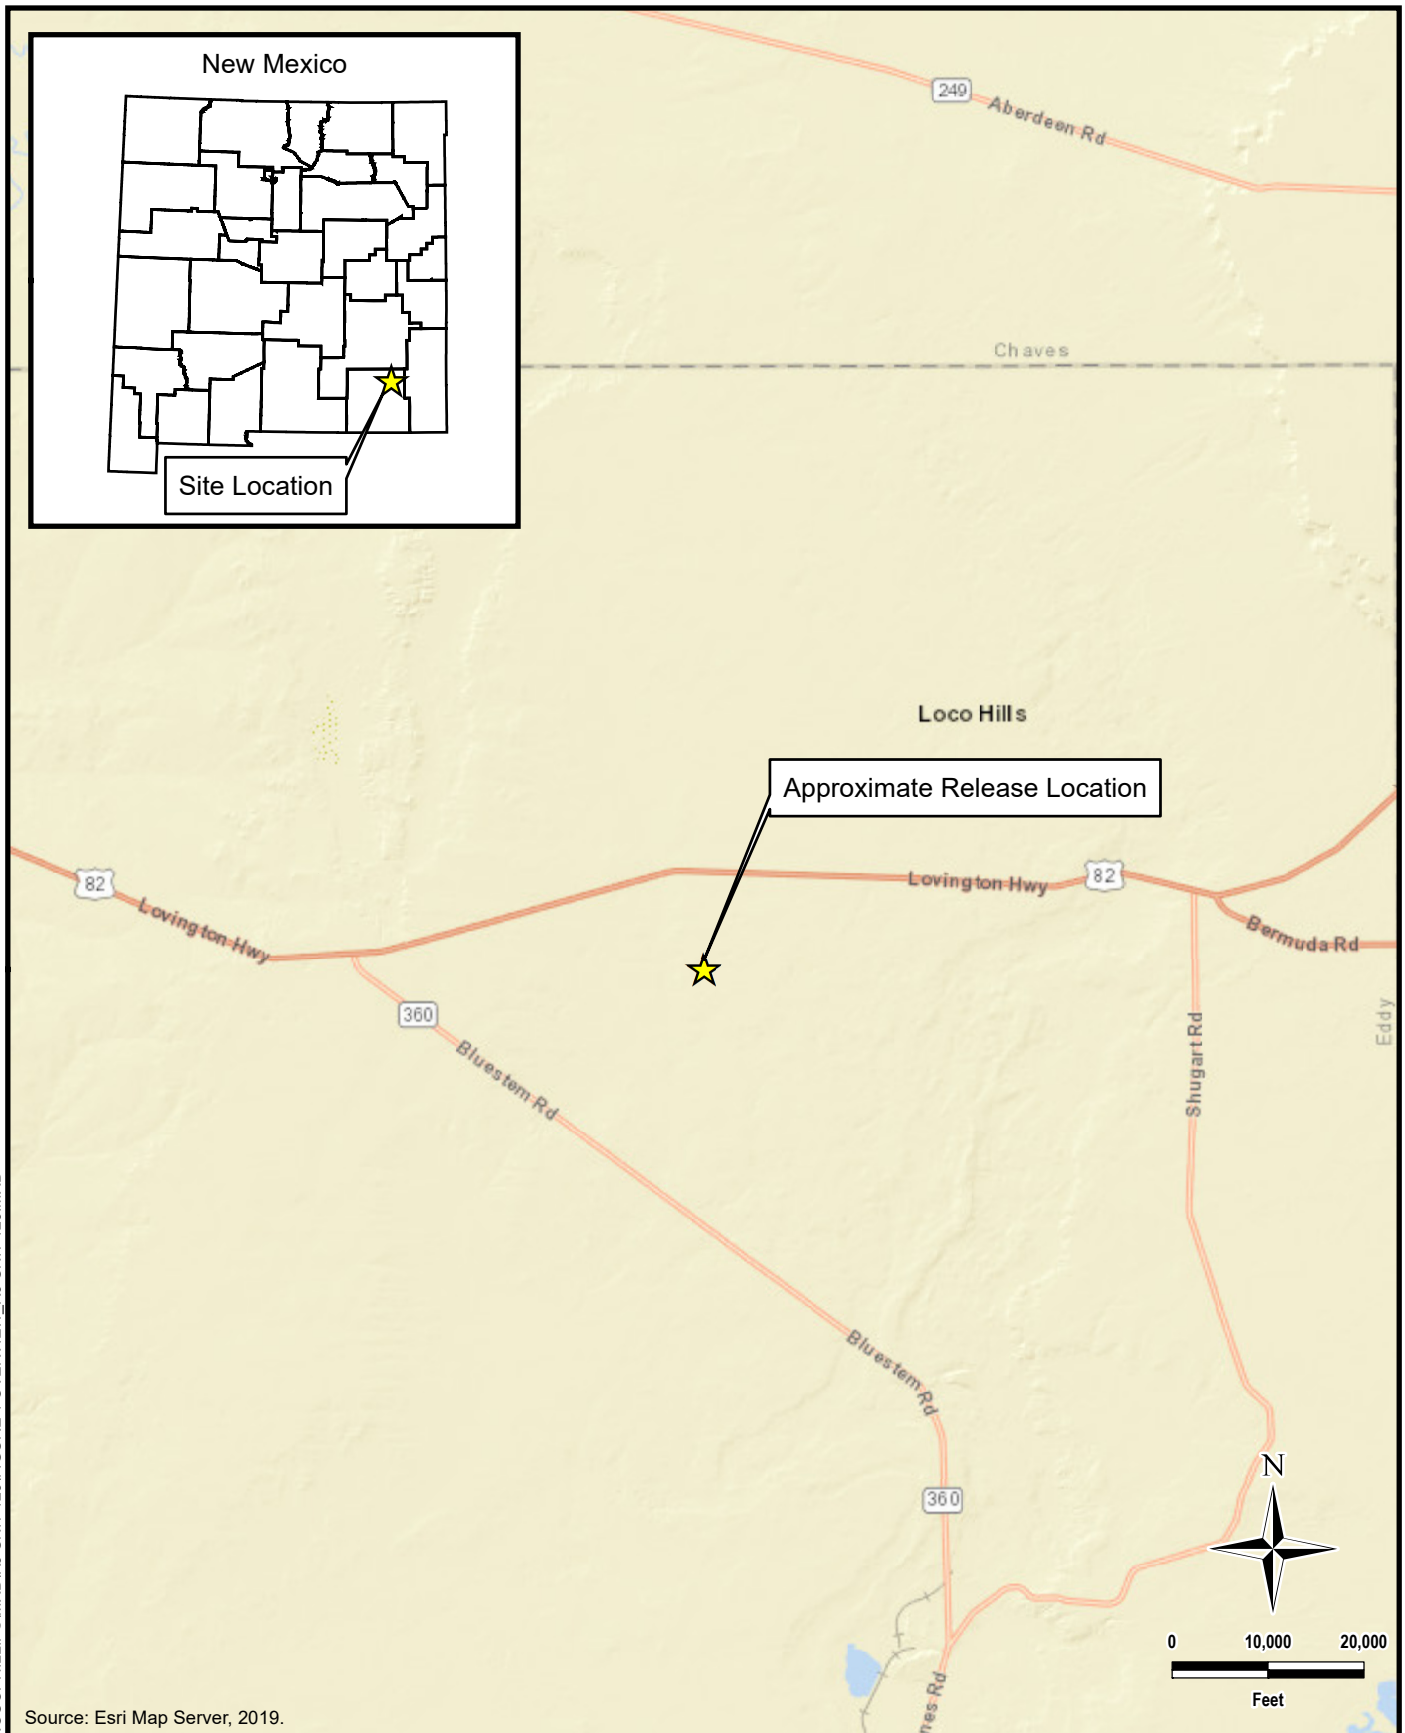 New Mexico
Site Location
249
Aberdeen Rd
Chaves
Loco Hills
Approximate Release Location
82
Lovington Hwy
Lovington Hwy
82
Bermuda Rd
360
Bluestem Rd
Shugart Rd
Eddy
Bluestem Rd
360
N
0 10,000 20,000
Feet
Source: Esri Map Server, 2019.